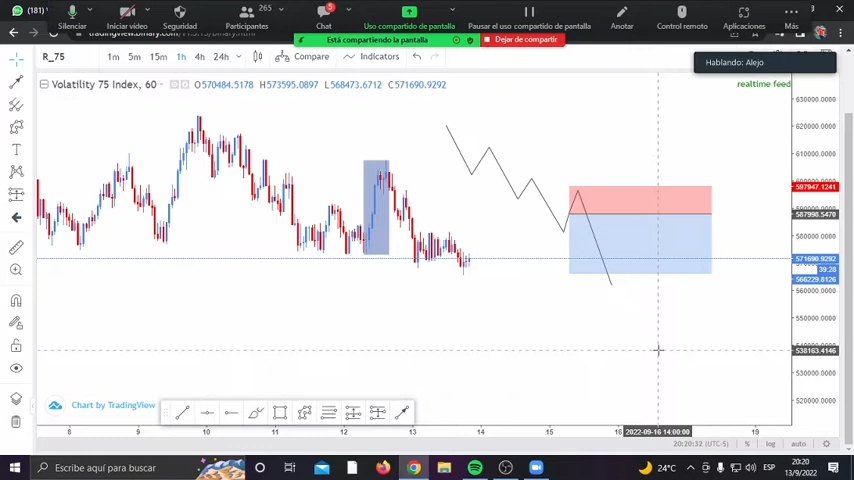 (181)
265
5
Silencio
Iniciar video
Seguridad
Participantes
Chat
Uso compartido de pantalla
Pausar el uso compartido de pantalla
Anotar
Control remoto
Aplicaciones
Más
Está compartiendo la pantalla
Dejar de compartir
Hablando: Alejo
R_75
1m 5m 15m 1h 4h 24h
Compare
Indicators
Volatility 75 Index, 60
O570484.5178 H573595.0897 L568473.6712 C571690.9292
realtime feed
630000.0000
620000.0000
610000.0000
597947.1241
587998.5470
580000.0000
571690.9292
39:28
566229.8126
560000.0000
550000.0000
538163.4146
530000.0000
520000.0000
Chart by TradingView
8 9 10 11 12 13 14 15 16 2022-09-16 14:00:00 19
20:20:32 (UTC-5) % log auto
Escribe aquí para buscar
24°C
ESP
20:20
13/9/2022